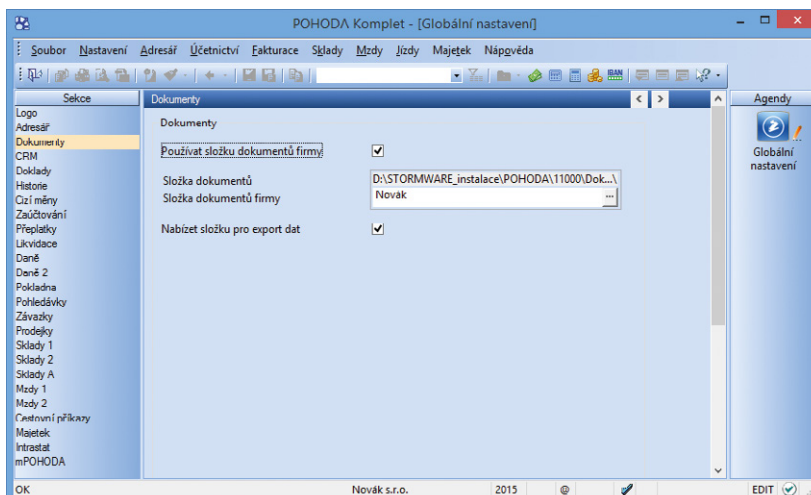 POHODA Komplet - [Globální nastavení]
Soubor Nastavení Adresář Účetnictví Fakturace Sklady Mzdy Jízdy Majetek Nápověda
IBAN
Sekce
Logo
Adresář
Dokumenty
CRM
Doklady
Historie
Cizí měny
Zaúčtování
Přeplatky
Likvidace
Daně
Daně 2
Pokladna
Pohledávky
Závazky
Prodejky
Sklady 1
Sklady 2
Sklady A
Mzdy 1
Mzdy 2
Cestovní příkazy
Majetek
Intrastat
mPOHODA
Dokumenty
Dokumenty
Používat složku dokumentů firmy
Složka dokumentů D:\STORMWARE_instalace\POHODA\11000\Dok...\
Složka dokumentů firmy Novák ...
Nabízet složku pro export dat
Agendy
Globální
nastavení
OK Novák s.r.o. 2015 @ EDIT